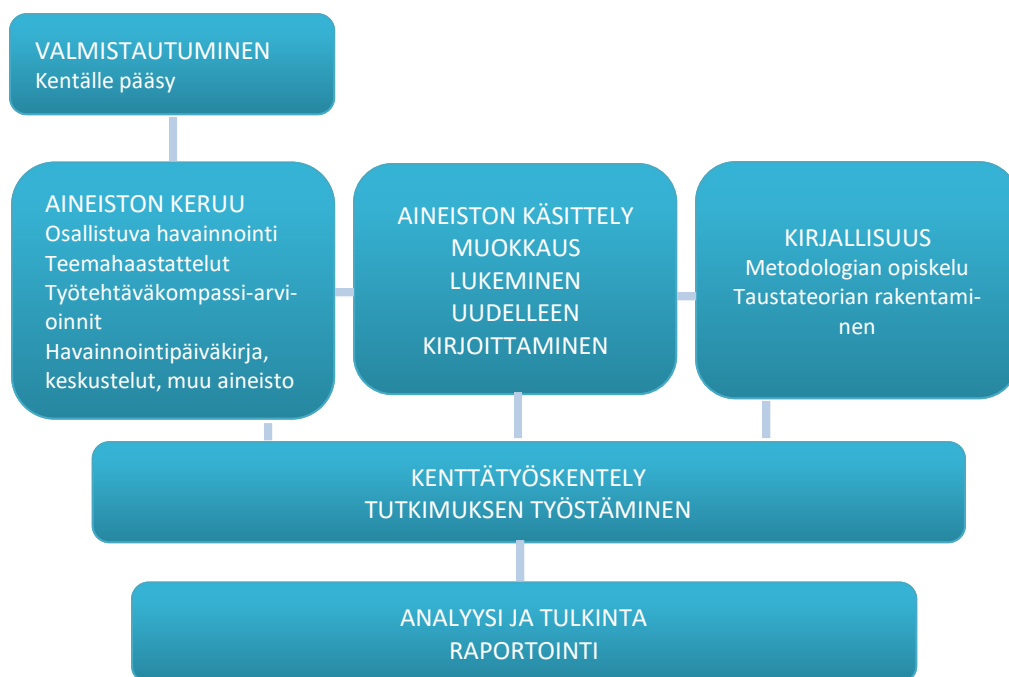 VALMISTAUTUMINEN
Kentälle pääsy
AINEISTON KERUU
Osallistuva havainnointi
Teemahaastattelut
Työtehtäväkompassi-arvi-
oinnit
Havainnointipäiväkirja,
keskustelut, muu aineisto
AINEISTON KÄSITTELY
MUOKKAUS
LUKEMINEN
UUDELLEEN
KIRJOITTAMINEN
KIRJALLISUUS
Metodologian opiskelu
Taustateorian rakentami-
nen
KENTTÄTYÖSKENTELY
TUTKIMUKSEN TYÖSTÄMINEN
ANALYYSI JA TULKINTA
RAPORTOINTI